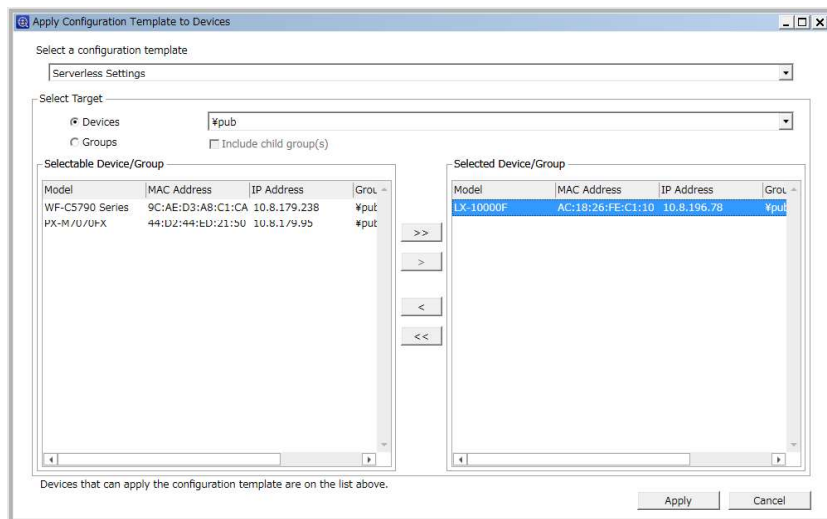 Apply Configuration Template to Devices
Select a configuration template
Serverless Settings
Select Target
Devices
¥pub
Groups
Include child group(s)
Selectable Device/Group
Model MAC Address IP Address Grou
WF-C5790 Series 9C:AE:D3:A8:C1:CA 10.8.179.238 ¥pub
PX-M7070FX 44:D2:44:ED:21:50 10.8.179.95 ¥pub
>>
>
<
<<
Selected Device/Group
Model MAC Address IP Address Grou
LX-10000F AC:18:26:FE:C1:10 10.8.196.78 ¥pub
Devices that can apply the configuration template are on the list above.
Apply Cancel